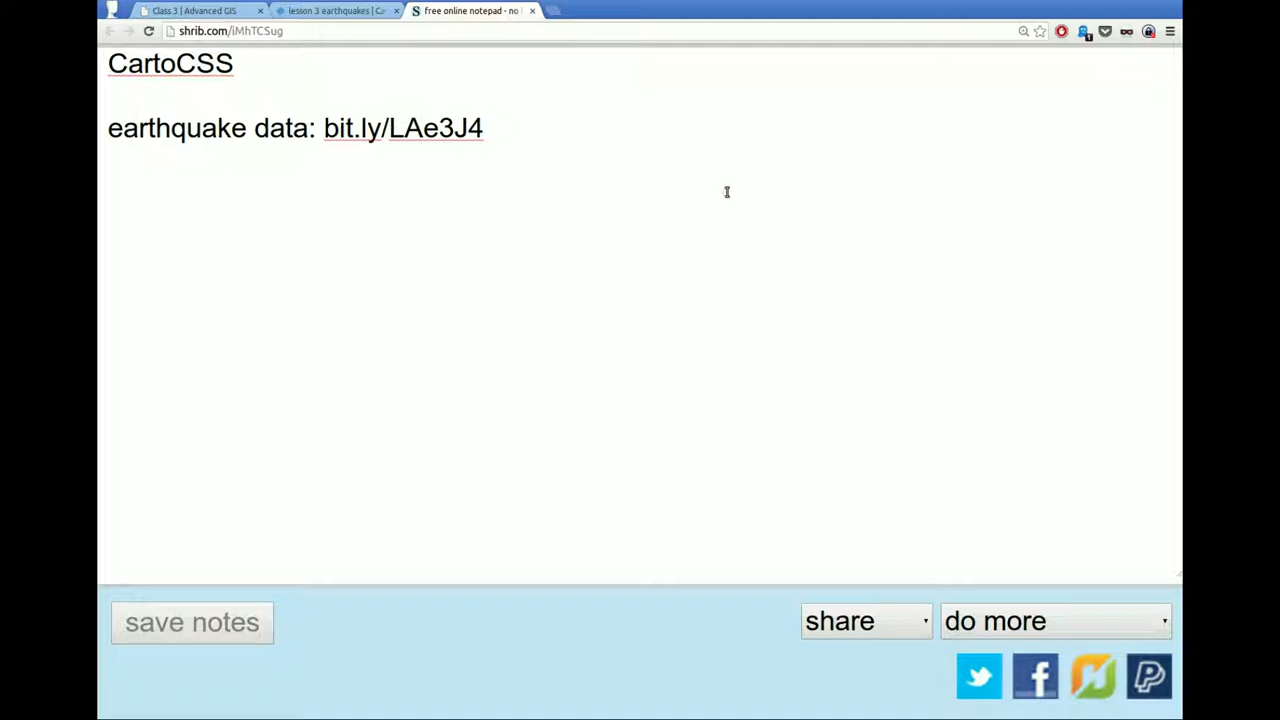 Class 3 | Advanced GIS
lesson 3 earthquakes | Ca
free online notepad - no
shrib.com/iMhTCSug
CartoCSS
earthquake data: bit.ly/LAe3J4
save notes
share
do more